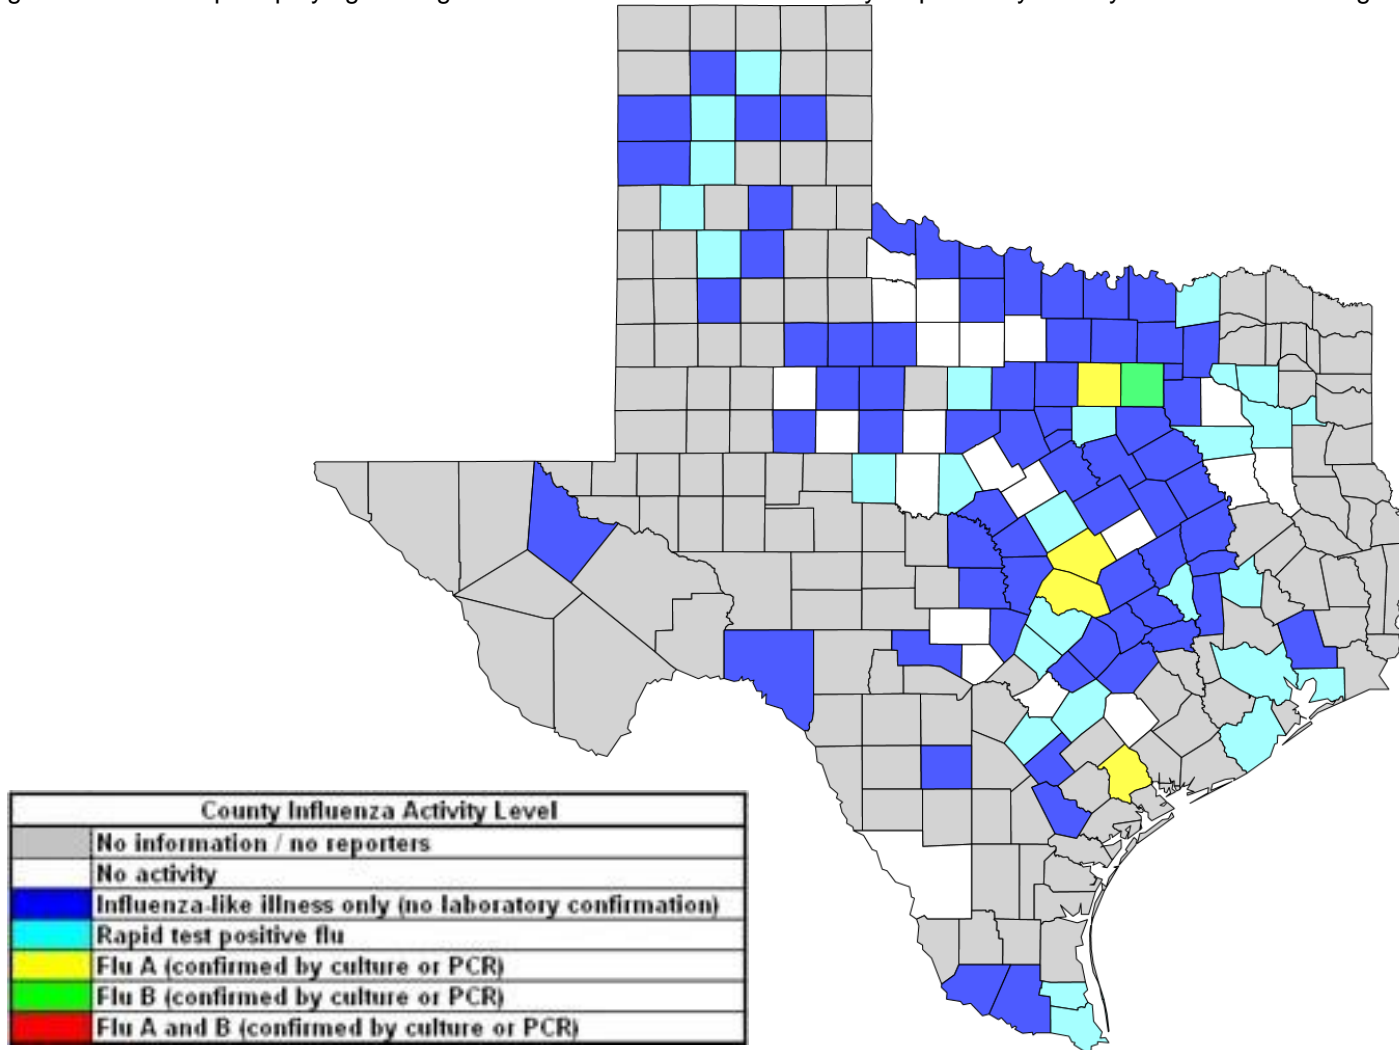 County Influenza Activity Level
No information / no reporters
No activity
Influenza-like illness only (no laboratory confirmation)
Rapid test positive flu
Flu A (confirmed by culture or PCR)
Flu B (confirmed by culture or PCR)
Flu A and B (confirmed by culture or PCR)